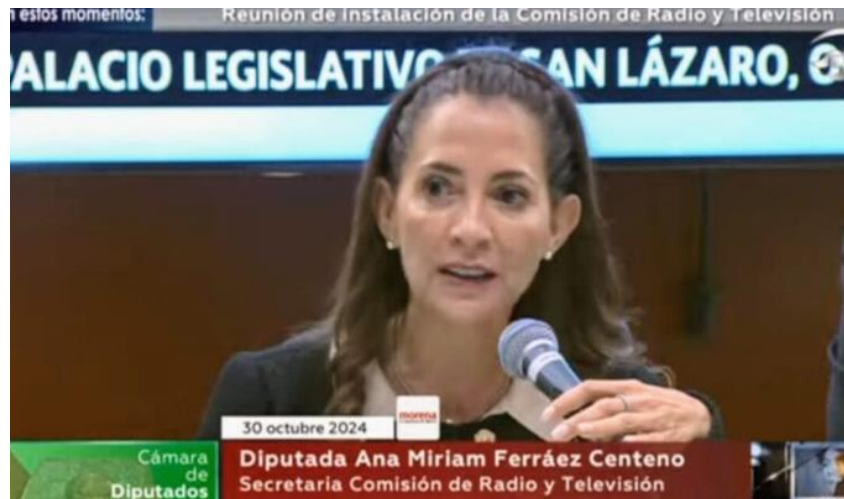 n estos momentos:
Reunión de Instalación de la Comisión de Radio y Televisión
PALACIO LEGISLATIVO
SAN LÁZARO,
30 octubre 2024
morena
Cámara
de
Diputados
Diputada Ana Miriam Ferráez Centeno
Secretaria Comisión de Radio y Televisión